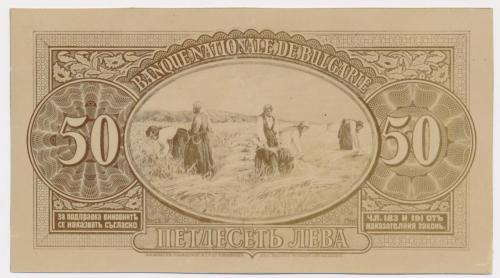 BANQUE NATIONALE DE BULGARIE
50
50
ЗА ПОДПРАВКА ВИНОВНИТѢ
СЕ НАКАЗВАТЪ СЪГЛАСНО
ЧЛ. 183 И 191 ОТЪ
НАКАЗАТЕЛНИЯ ЗАКОНЪ.
ПЕТДЕСЕТЬ ЛЕВА